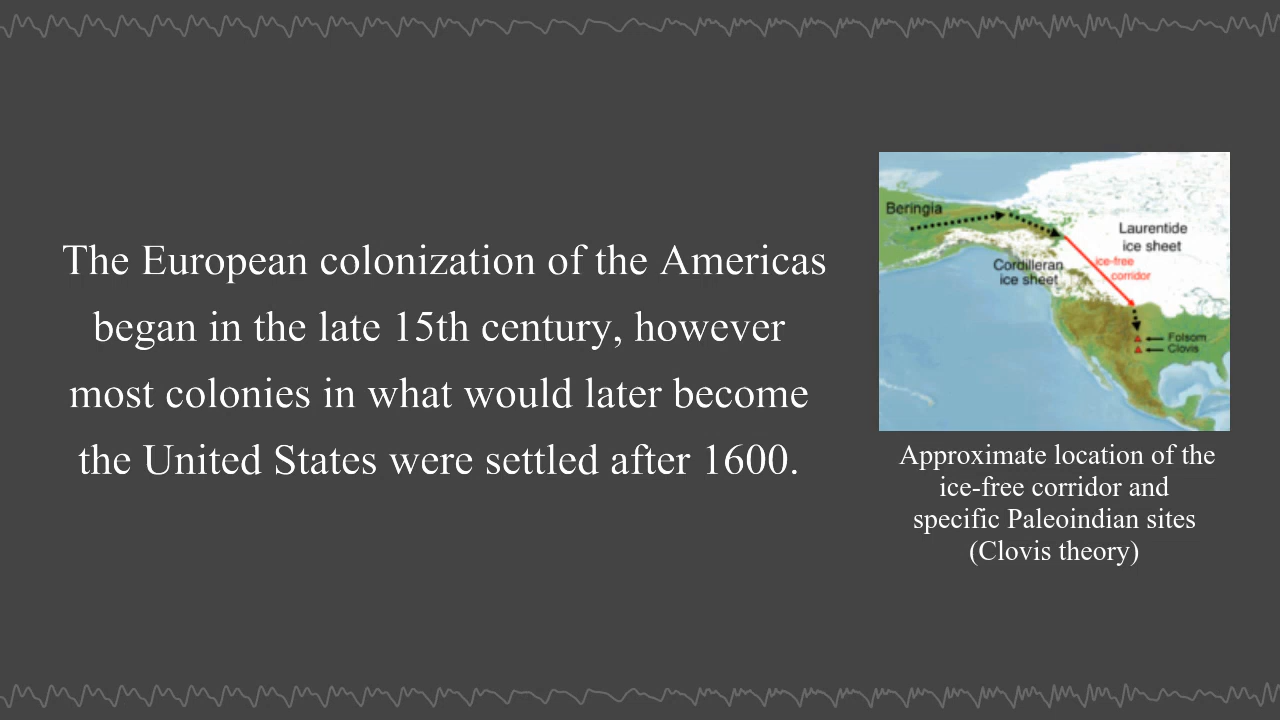 The European colonization of the Americas
began in the late 15th century, however
most colonies in what would later become
the United States were settled after 1600.
Beringia
Laurentide
ice sheet
Cordilleran
ice sheet
ice-free
corridor
Folsom
Clovis
Approximate location of the
ice-free corridor and
specific Paleoindian sites
(Clovis theory)